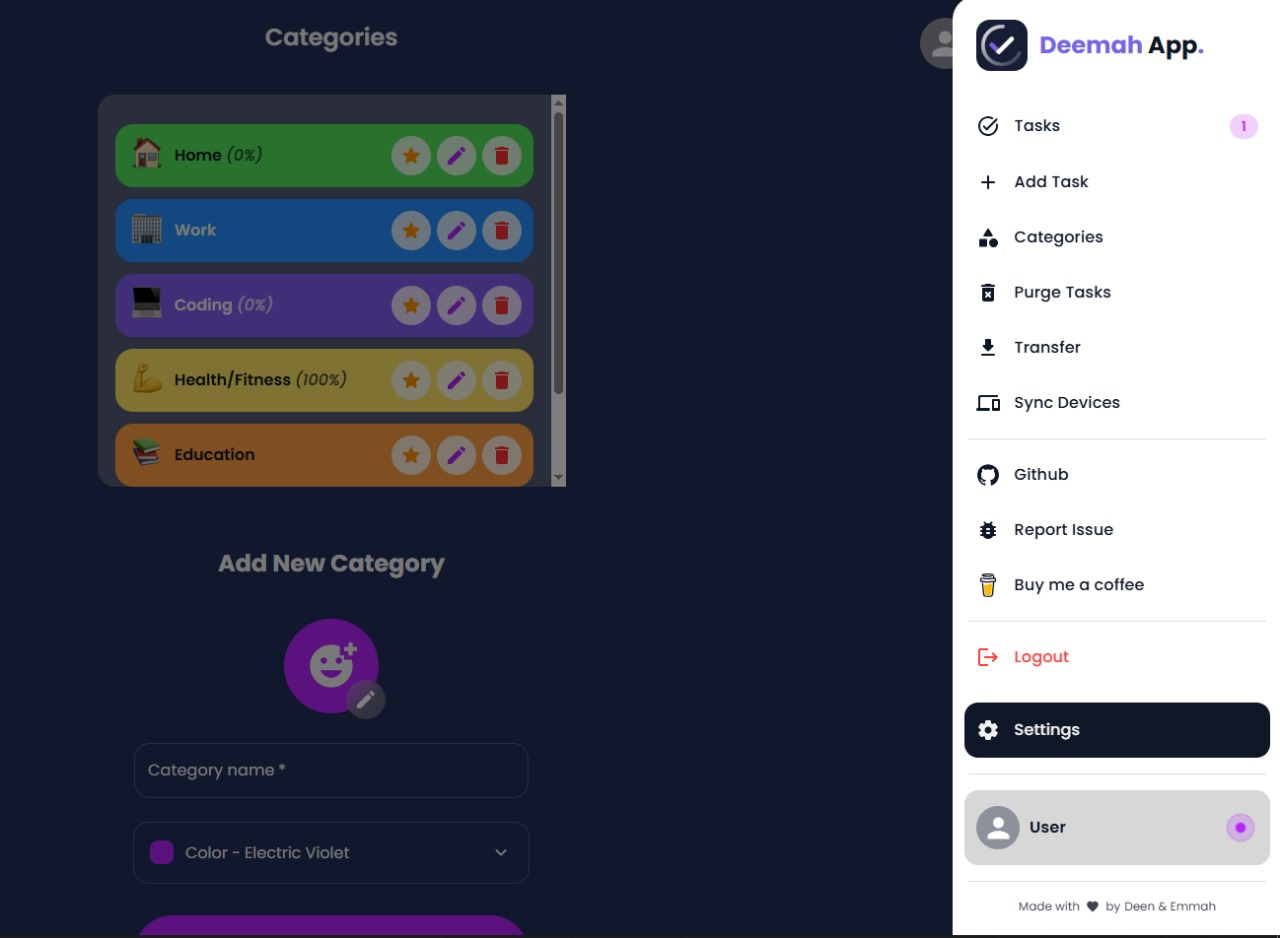 Categories
Home (0%)
Work
Coding (0%)
Health/Fitness (100%)
Education
Add New Category
Category name *
Color - Electric Violet
Deemah App.
Tasks 1
Add Task
Categories
Purge Tasks
Transfer
Sync Devices
Github
Report Issue
Buy me a coffee
Logout
Settings
User
Made with ♥ by Deen & Emmah